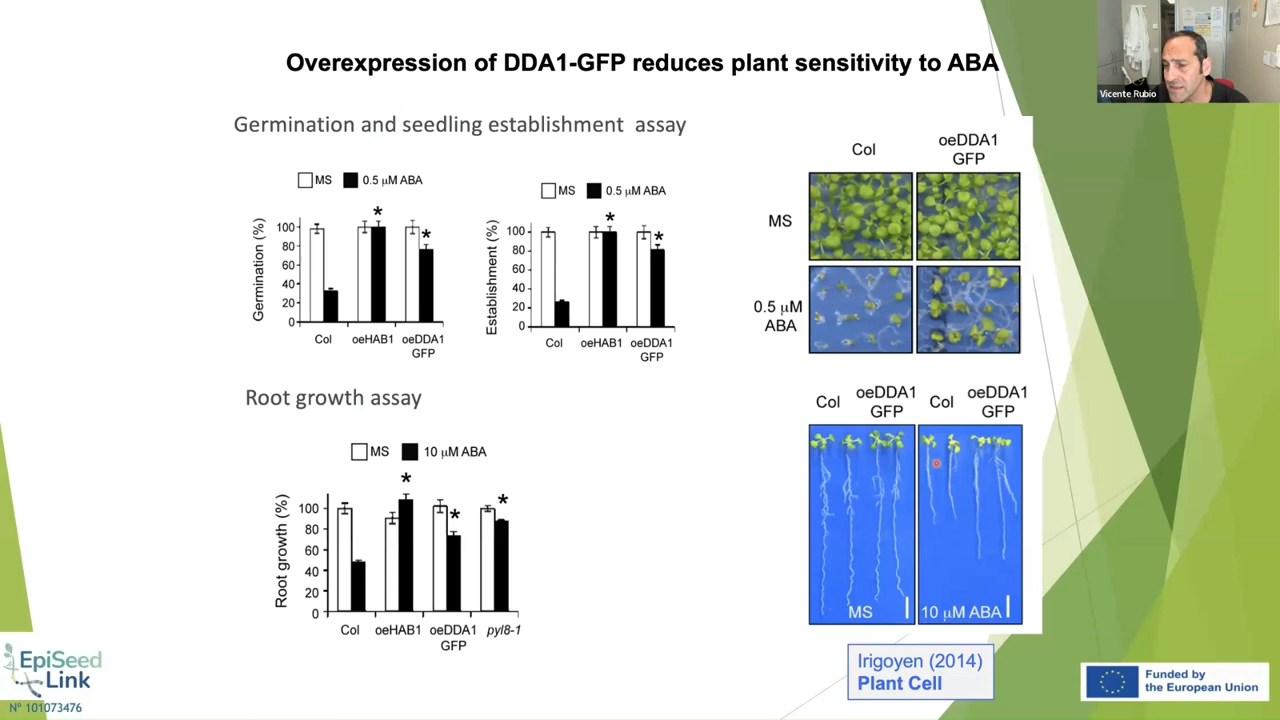 Overexpression of DDA1-GFP reduces plant sensitivity to ABA
Vicente Rubio
Germination and seedling establishment assay
MS 0.5 µM ABA
Germination (%)
100
80
60
40
20
0
*
*
Col oeHAB1 oeDDA1
GFP
MS 0.5 µM ABA
Establishment (%)
100
80
60
40
20
0
*
*
Col oeHAB1 oeDDA1
GFP
Col oeDDA1
GFP
MS
0.5 µM
ABA
Root growth assay
MS 10 µM ABA
Root growth (%)
100
80
60
40
20
0
*
*
*
Col oeHAB1 oeDDA1 pyl8-1
GFP
Col oeDDA1 Col oeDDA1
GFP GFP
MS 10 µM ABA
Irigoyen (2014)
Plant Cell
EpiSeed
Link
Nº 101073476
Funded by
the European Union